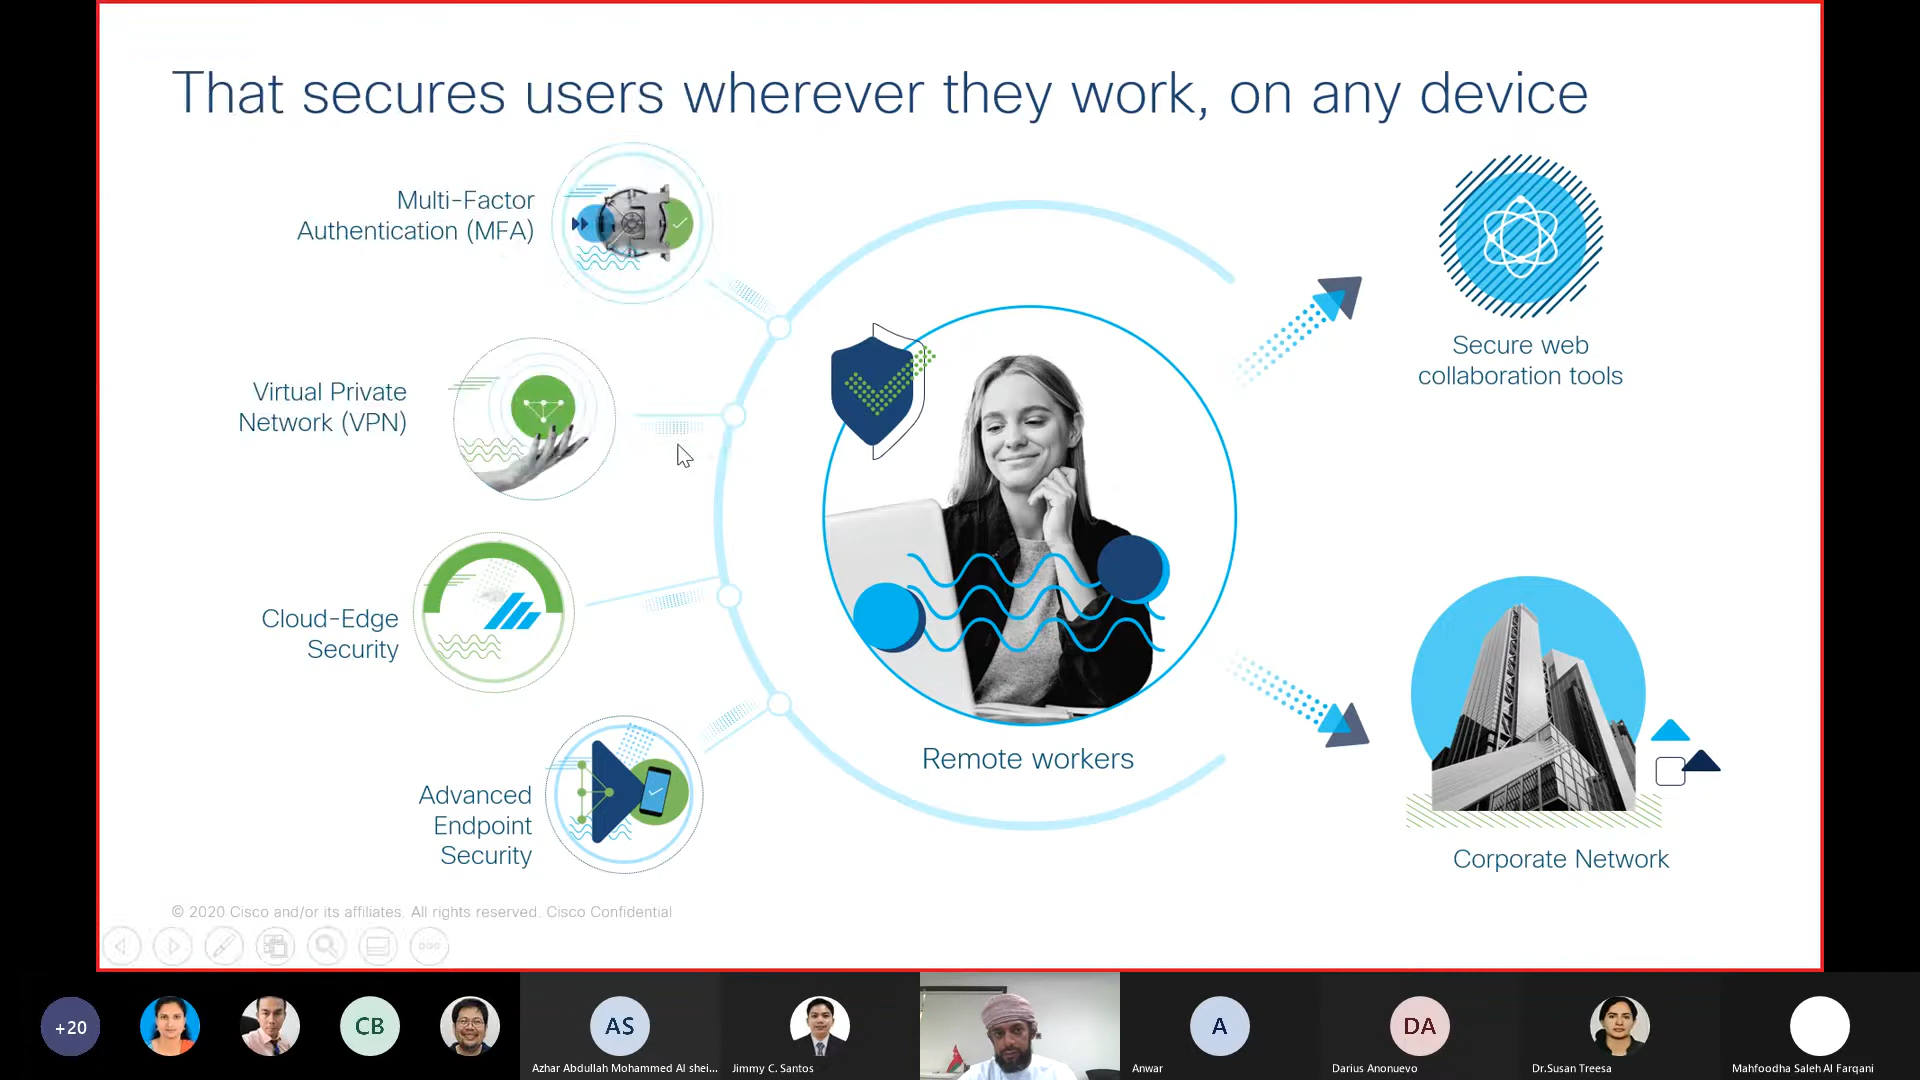 That secures users wherever they work, on any device
Multi-Factor
Authentication (MFA)
Virtual Private
Network (VPN)
Cloud-Edge
Security
Advanced
Endpoint
Security
Remote workers
Secure web
collaboration tools
Corporate Network
© 2020 Cisco and/or its affiliates. All rights reserved. Cisco Confidential
+20
CB
AS
Azhar Abdullah Mohammed Al shei...
Jimmy C. Santos
A
Anwar
DA
Darius Anonuevo
Dr.Susan Treesa
Mahfoodha Saleh Al Farqani